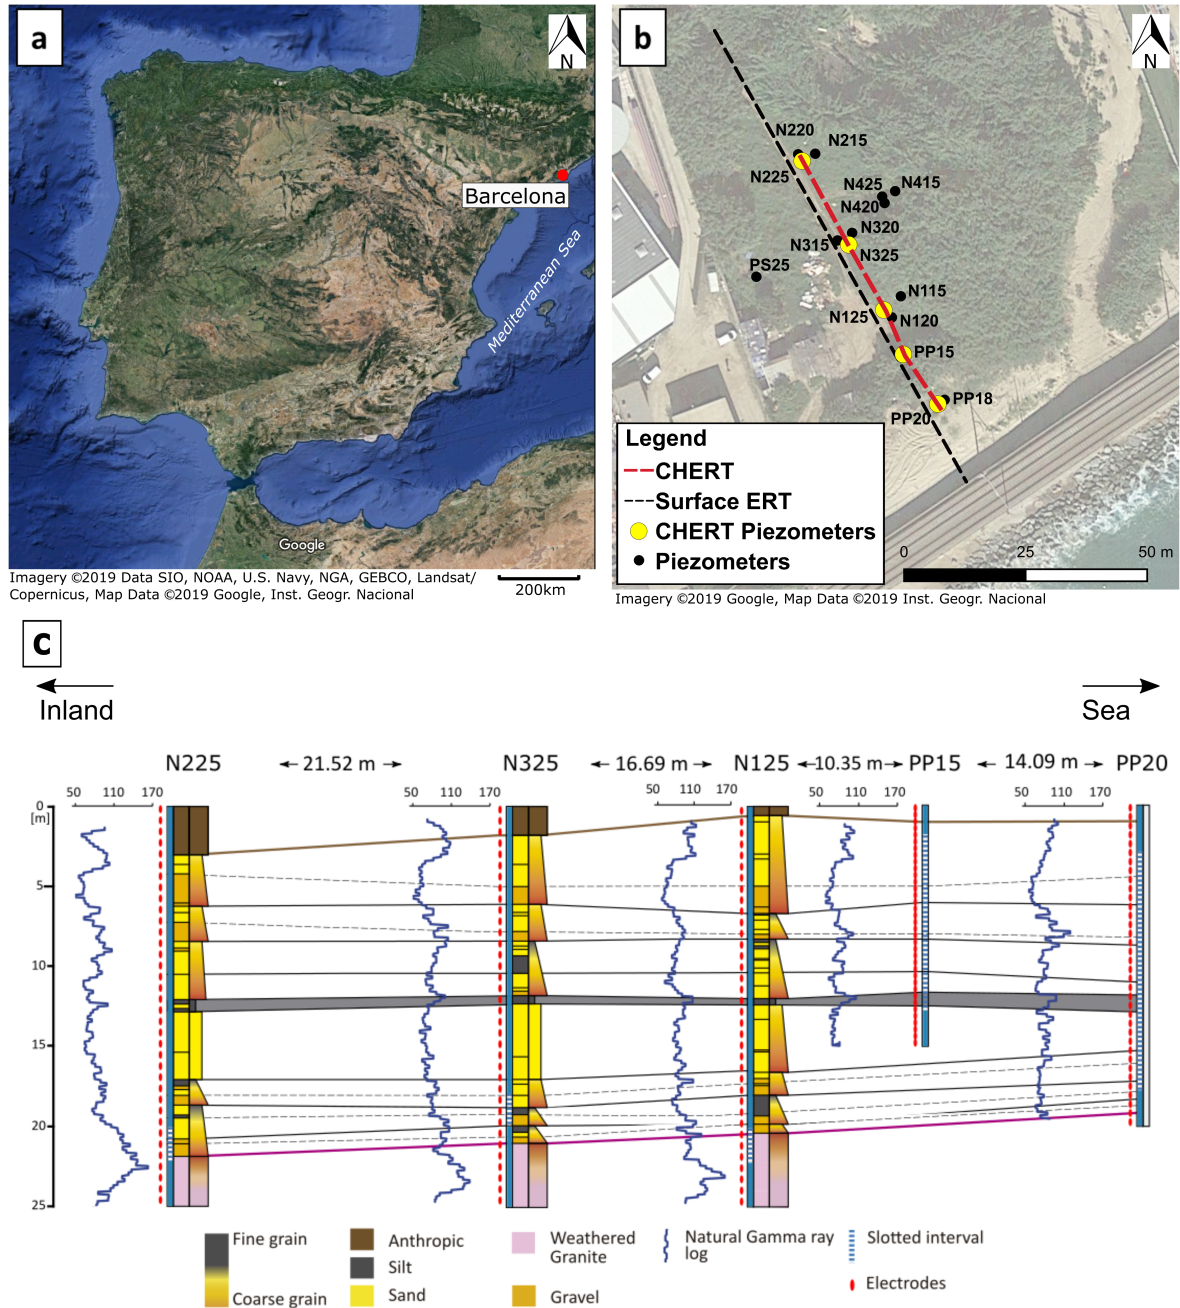 a
N
Barcelona
Mediterranean Sea
Google
Imagery ©2019 Data SIO, NOAA, U.S. Navy, NGA, GEBCO, Landsat/
Copernicus, Map Data ©2019 Google, Inst. Geogr. Nacional
200km
b
N
N220
N215
N225
N425
N415
N420
N320
N315
N325
PS25
N115
N125
N120
PP15
PP18
PP20
Legend
CHERT
Surface ERT
CHERT Piezometers
Piezometers
0 25 50 m
Imagery ©2019 Google, Map Data ©2019 Inst. Geogr. Nacional
c
Inland
Sea
N225 21.52 m N325 16.69 m N125 10.35 m PP15 14.09 m PP20
50 110 170 50 110 170 50 110 170 50 110 170 50 110 170
0
[m]
5
10
15
20
25
Fine grain
Coarse grain
Anthropic
Silt
Sand
Weathered
Granite
Gravel
Natural Gamma ray
log
Slotted interval
Electrodes